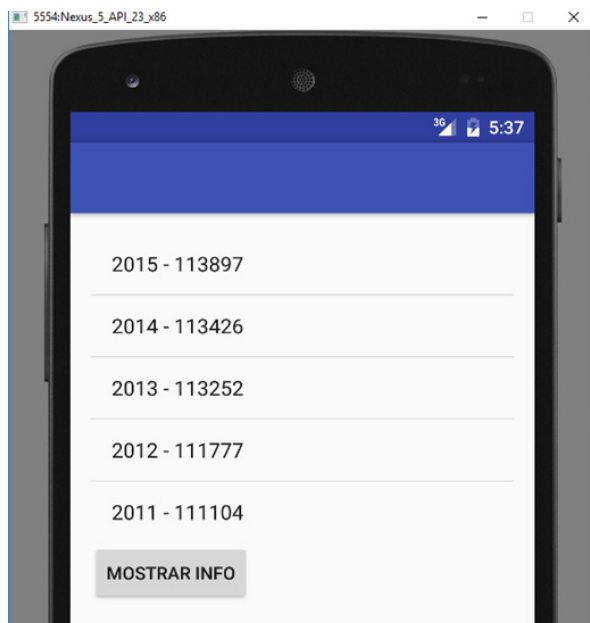 5554:Nexus_5_API_23_x86
3G 5:37
2015 - 113897
2014 - 113426
2013 - 113252
2012 - 111777
2011 - 111104
MOSTRAR INFO